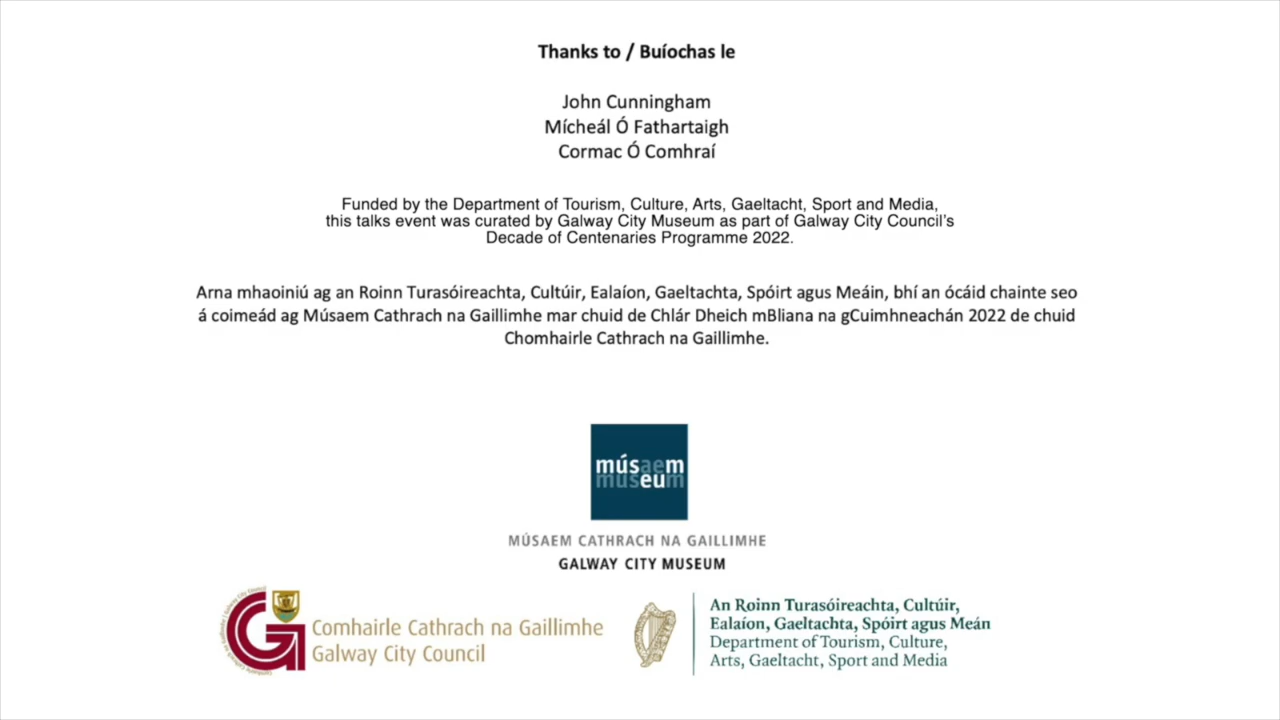 Thanks to / Buíochas le
John Cunningham
Mícheál Ó Fathartaigh
Cormac Ó Comhraí
Funded by the Department of Tourism, Culture, Arts, Gaeltacht, Sport and Media,
this talks event was curated by Galway City Museum as part of Galway City Council's
Decade of Centenaries Programme 2022.
Arna mhaoiniú ag an Roinn Turasóireachta, Cultúir, Ealaíon, Gaeltachta, Spóirt agus Meáin, bhí an ócáid chainte seo
á coimeád ag Músaem Cathrach na Gaillimhe mar chuid de Chlár Dheich mBliana na gCuimhneachán 2022 de chuid
Chomhairle Cathrach na Gaillimhe.
músaem
museum
MÚSAEM CATHRACH NA GAILLIMHE
GALWAY CITY MUSEUM
Comhairle Cathrach na Gaillimhe
Galway City Council
An Roinn Turasóireachta, Cultúir,
Ealaíon, Gaeltachta, Spóirt agus Meán
Department of Tourism, Culture,
Arts, Gaeltacht, Sport and Media